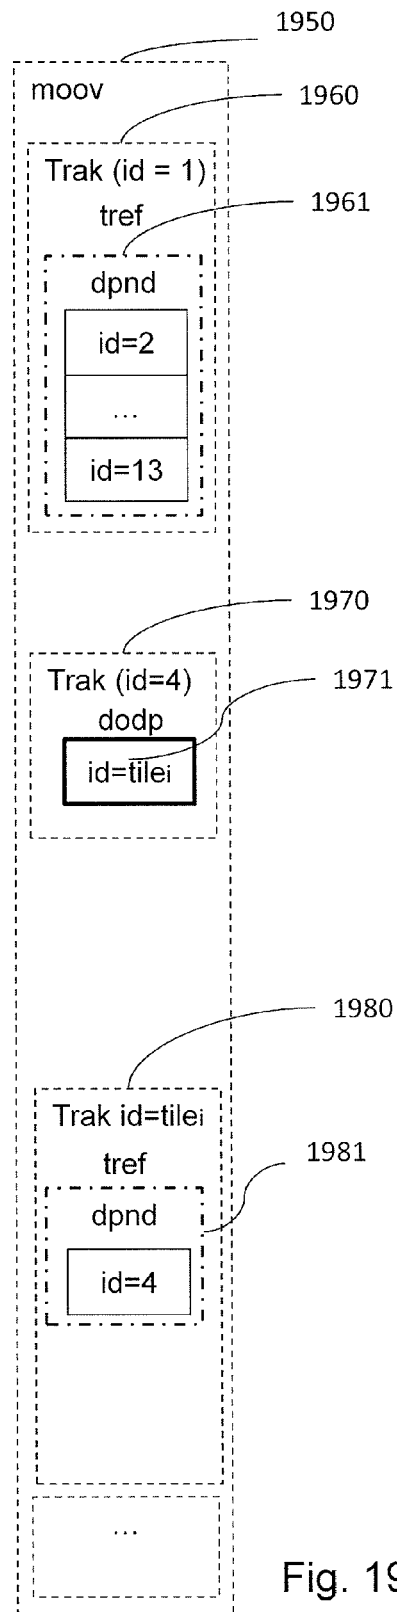 1950
moov
1960
Trak (id = 1)
tref
1961
dpnd
id=2
...
id=13
1970
Trak (id=4)
1971
dodp
id=tilei
1980
Trak id=tilei
tref
1981
dpnd
id=4
...
Fig. 19